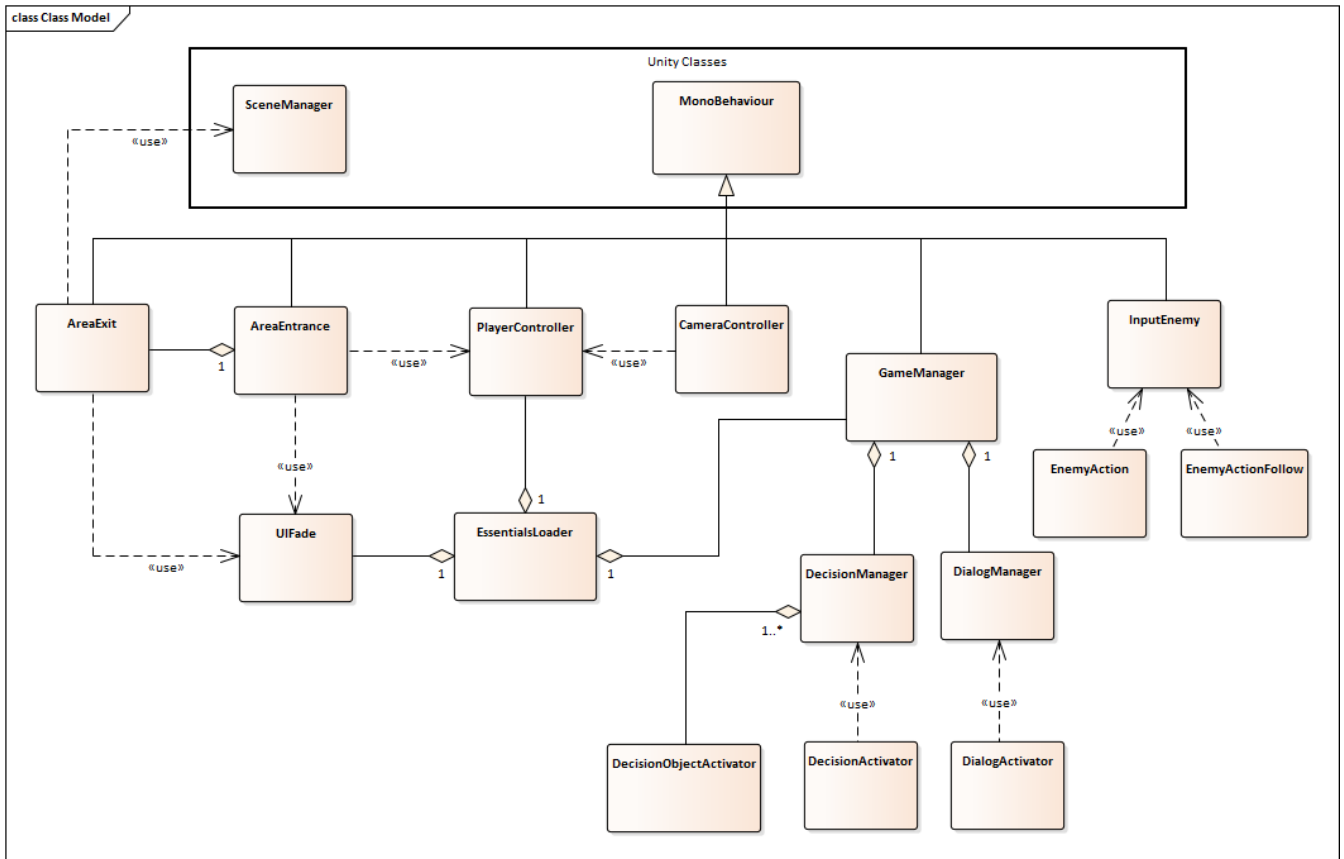 class Class Model
Unity Classes
SceneManager
MonoBehaviour
«use»
AreaExit
AreaEntrance
PlayerController
CameraController
InputEnemy
1
«use»
«use»
GameManager
«use»
«use»
1
1
EnemyAction
EnemyActionFollow
«use»
1
UIFade
EssentialsLoader
«use»
1
1
DecisionManager
DialogManager
1..*
«use»
«use»
DecisionObjectActivator
DecisionActivator
DialogActivator